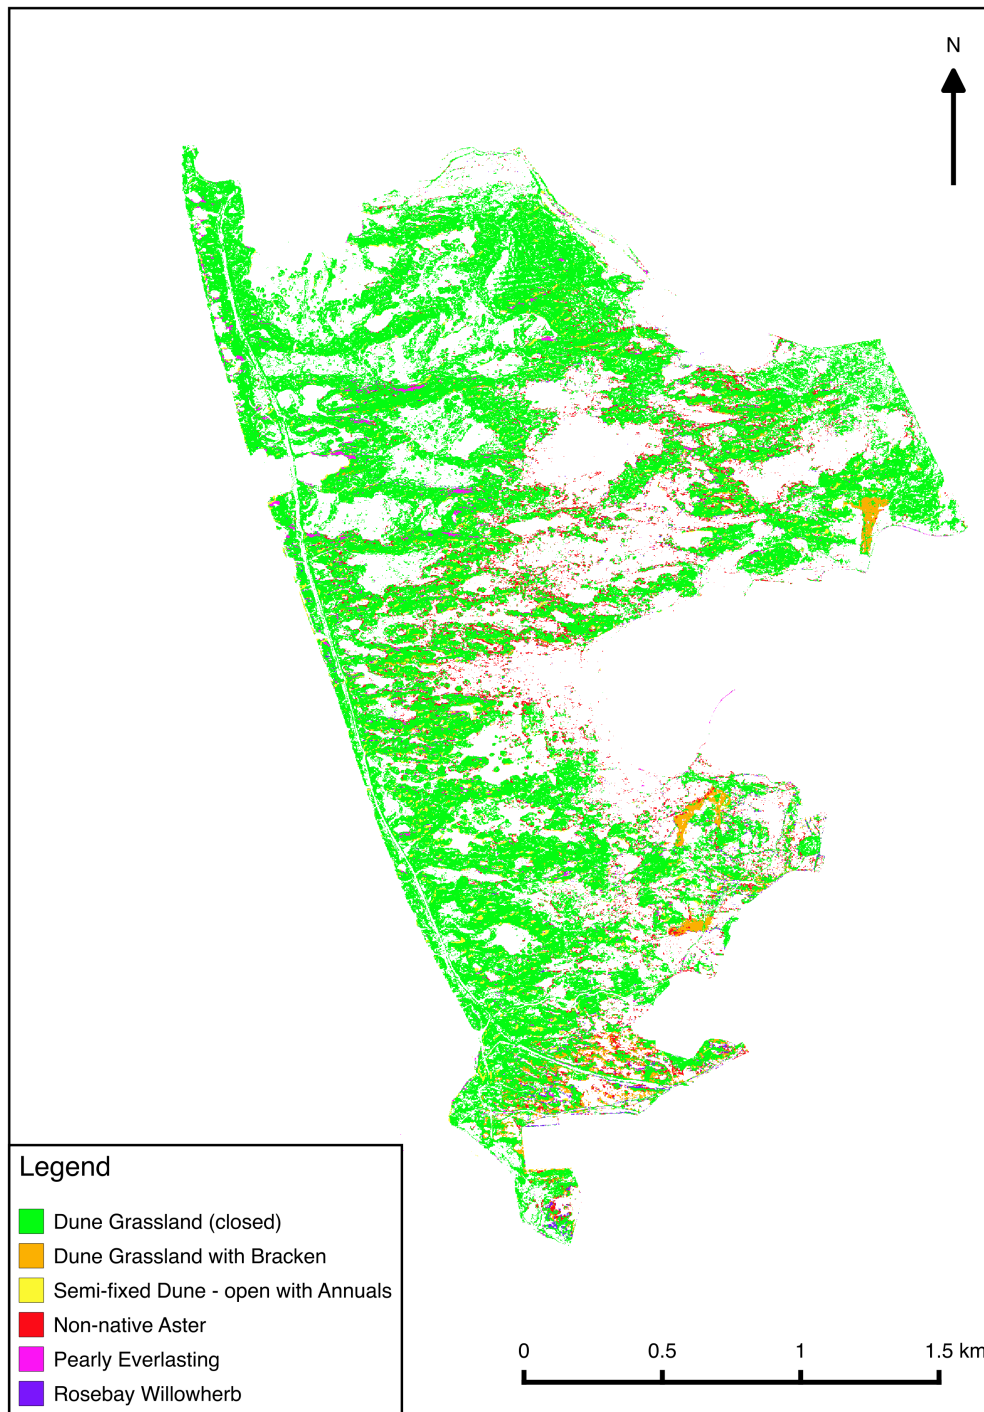 N
Legend
Dune Grassland (closed)
Dune Grassland with Bracken
Semi-fixed Dune - open with Annuals
Non-native Aster
Pearly Everlasting
Rosebay Willowherb
0 0.5 1 1.5 km